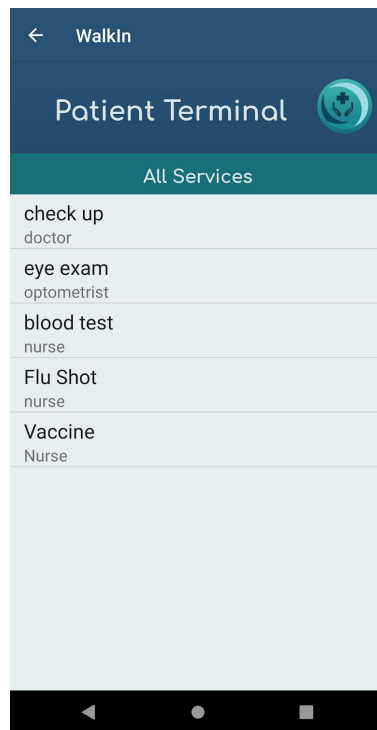 WalkIn
Patient Terminal
All Services
check up
doctor
eye exam
optometrist
blood test
nurse
Flu Shot
nurse
Vaccine
Nurse